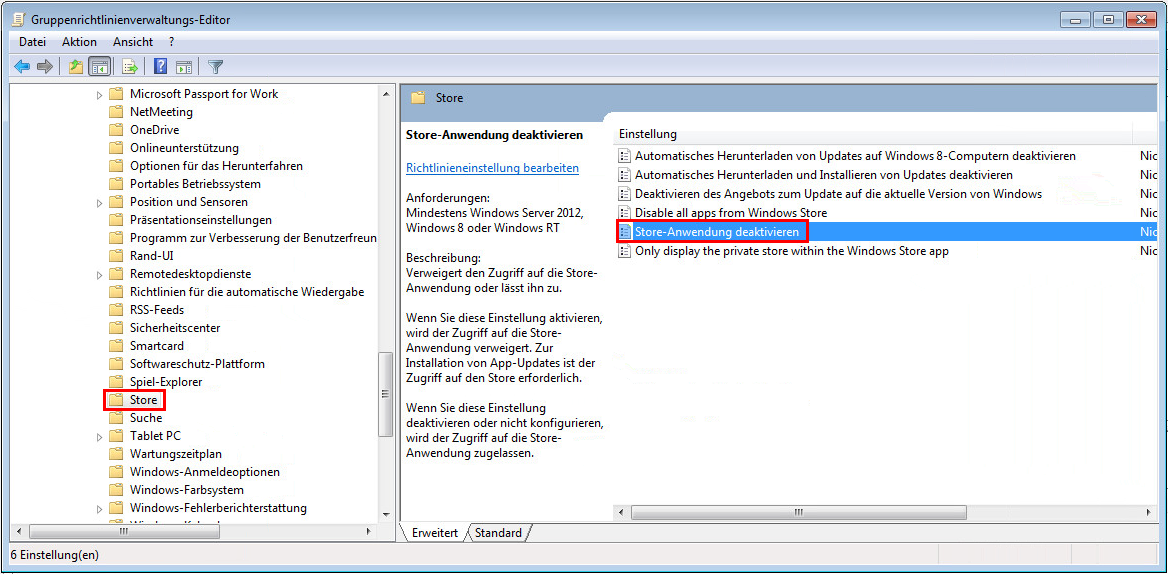 Gruppenrichtlinienverwaltungs-Editor
Datei Aktion Ansicht ?
Microsoft Passport for Work
NetMeeting
OneDrive
Onlineunterstützung
Optionen für das Herunterfahren
Portables Betriebssystem
Position und Sensoren
Präsentationseinstellungen
Programm zur Verbesserung der Benutzerfreun
Rand-UI
Remotedesktopdienste
Richtlinien für die automatische Wiedergabe
RSS-Feeds
Sicherheitscenter
Smartcard
Softwareschutz-Plattform
Spiel-Explorer
Store
Suche
Tablet PC
Wartungszeitplan
Windows-Anmeldeoptionen
Windows-Farbsystem
Windows-Fehlerberichterstattung
Store
Store-Anwendung deaktivieren
Richtlinieneinstellung bearbeiten
Anforderungen:
Mindestens Windows Server 2012,
Windows 8 oder Windows RT
Beschreibung:
Verweigert den Zugriff auf die Store-
Anwendung oder lässt ihn zu.
Wenn Sie diese Einstellung aktivieren,
wird der Zugriff auf die Store-
Anwendung verweigert. Zur
Installation von App-Updates ist der
Zugriff auf den Store erforderlich.
Wenn Sie diese Einstellung
deaktivieren oder nicht konfigurieren,
wird der Zugriff auf die Store-
Anwendung zugelassen.
Einstellung
Automatisches Herunterladen von Updates auf Windows 8-Computern deaktivieren Nic
Automatisches Herunterladen und Installieren von Updates deaktivieren Nic
Deaktivieren des Angebots zum Update auf die aktuelle Version von Windows Nic
Disable all apps from Windows Store Nic
Store-Anwendung deaktivieren Nic
Only display the private store within the Windows Store app Nic
Erweitert Standard
6 Einstellung(en)